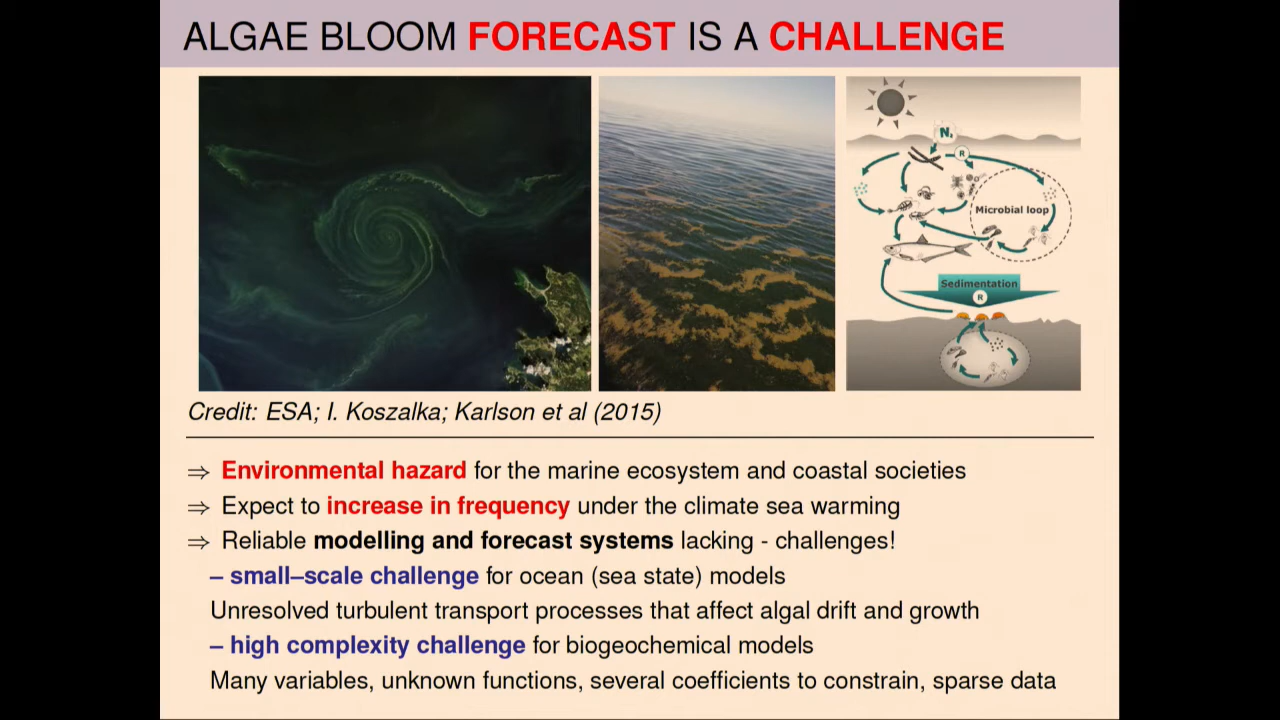 ALGAE BLOOM FORECAST IS A CHALLENGE
N,
R
Microbial loop
Sedimentation
R
Credit: ESA; I. Koszalka; Karlson et al (2015)
⇒ Environmental hazard for the marine ecosystem and coastal societies
⇒ Expect to increase in frequency under the climate sea warming
⇒ Reliable modelling and forecast systems lacking - challenges!
– small–scale challenge for ocean (sea state) models
Unresolved turbulent transport processes that affect algal drift and growth
– high complexity challenge for biogeochemical models
Many variables, unknown functions, several coefficients to constrain, sparse data